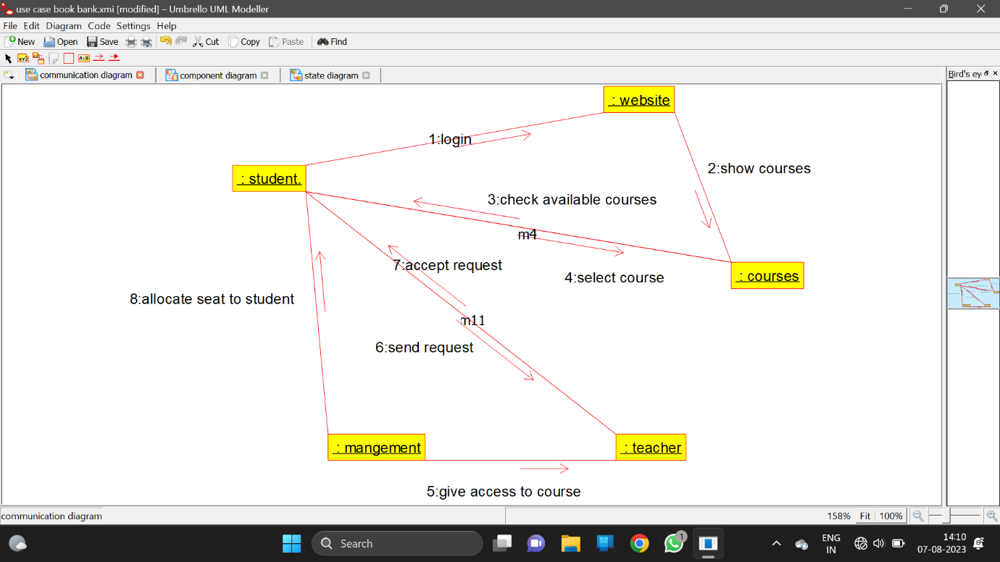 use case book bank.xmi [modified] – Umbrello UML Modeller
File Edit Diagram Code Settings Help
New Open Save Cut Copy Paste Find
XYZ A:B
communication diagram component diagram state diagram Bird's ey
: website
1:login
2:show courses
: student.
3:check available courses
m4
7:accept request
4:select course
: courses
8:allocate seat to student
m11
6:send request
: mangement : teacher
5:give access to course
communication diagram 158% Fit 100%
Search 1 ENG IN 14:10
07-08-2023